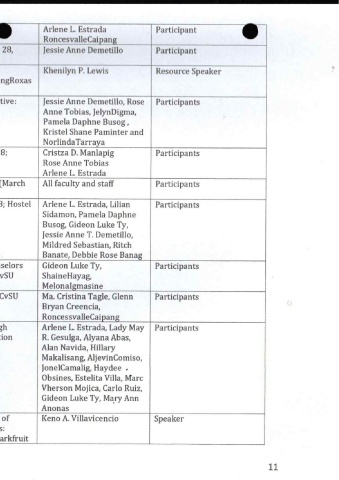 Arlene L. Estrada Participant
RoncesvalleCaipang
28, Jessie Anne Demetillo Participant
Khenilyn P. Lewis Resource Speaker
ngRoxas
tive: Jessie Anne Demetillo, Rose Participants
Anne Tobias, JelynDigma,
Pamela Daphne Busog ,
Kristel Shane Paminter and
NorlindaTarraya
8; Cristza D. Manlapig Participants
Rose Anne Tobias
Arlene L. Estrada
(March All faculty and staff Participants
3; Hostel Arlene L. Estrada, Lilian Participants
Sidamon, Pamela Daphne
Busog, Gideon Luke Ty,
Jessie Anne T. Demetillo,
Mildred Sebastian, Ritch
Banate, Debbie Rose Banag
selors Gideon Luke Ty, Participants
vSU ShaineHayag,
MelonaIgmasine
CvSU Ma. Cristina Tagle, Glenn Participants
Bryan Creencia,
RoncessvalleCaipang
gh Arlene L. Estrada, Lady May Participants
tion R. Gesulga, Alyana Abas,
Alan Navida, Hillary
Makalisang, AljevinComiso,
JonelCamalig, Haydee
Obsines, Estelita Villa, Marc
Vherson Mojica, Carlo Ruiz,
Gideon Luke Ty, Mary Ann
Anonas
of Keno A. Villavicencio Speaker
s:
arkfruit
11